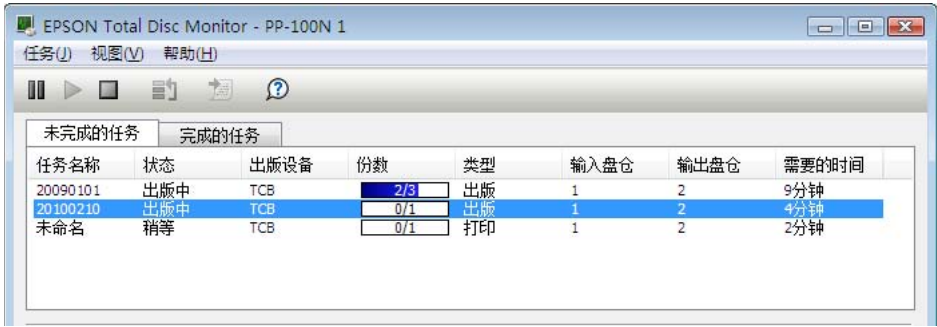 EPSON Total Disc Monitor - PP-100N 1
任务(J) 视图(V) 帮助(H)
未完成的任务 完成的任务
任务名称 状态 出版设备 份数 类型 输入盘仓 输出盘仓 需要的时间
20090101 出版中 TCB 2/3 出版 1 2 9分钟
20100210 出版中 TCB 0/1 出版 1 2 4分钟
未命名 稍等 TCB 0/1 打印 1 2 2分钟